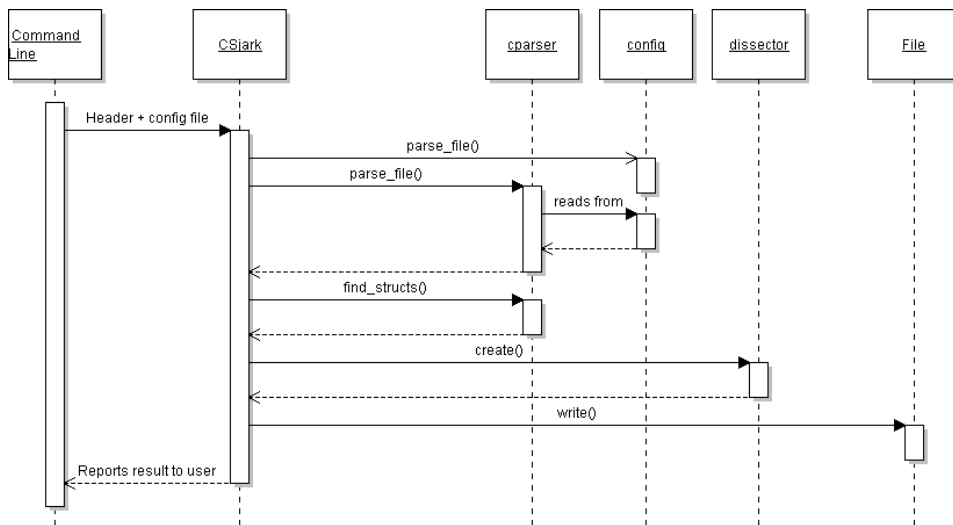 Command
Line
CSjark
cparser
config
dissector
File
Header + config file
parse_file()
parse_file()
reads from
find_structs()
create()
write()
Reports result to user